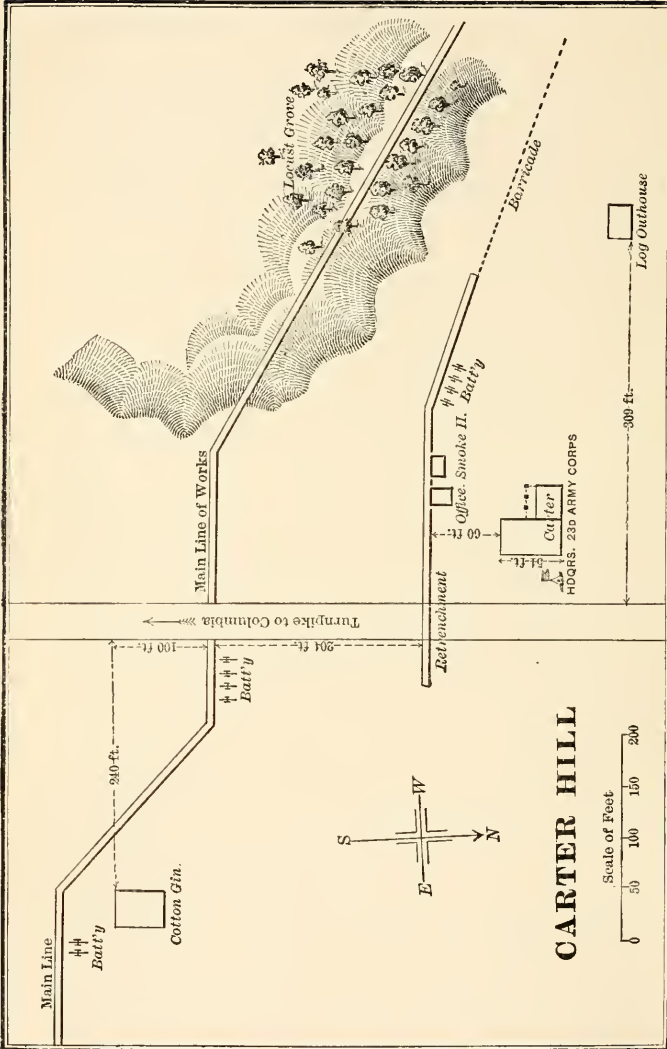 Locust Grove
Barricade
Log Outhouse
Main Line of Works
Batt'y
Office.
Smoke H.
60 ft.
Carter
51 ft.
HDQRS. 23D ARMY CORPS
309 ft.
Turnpike to Columbia
100 ft.
204 ft.
Retrenchment
Batt'y
240 ft.
Main Line
Batt'y
Cotton Gin.
S
E
W
N
CARTER HILL
Scale of Feet
0 50 100 150 200